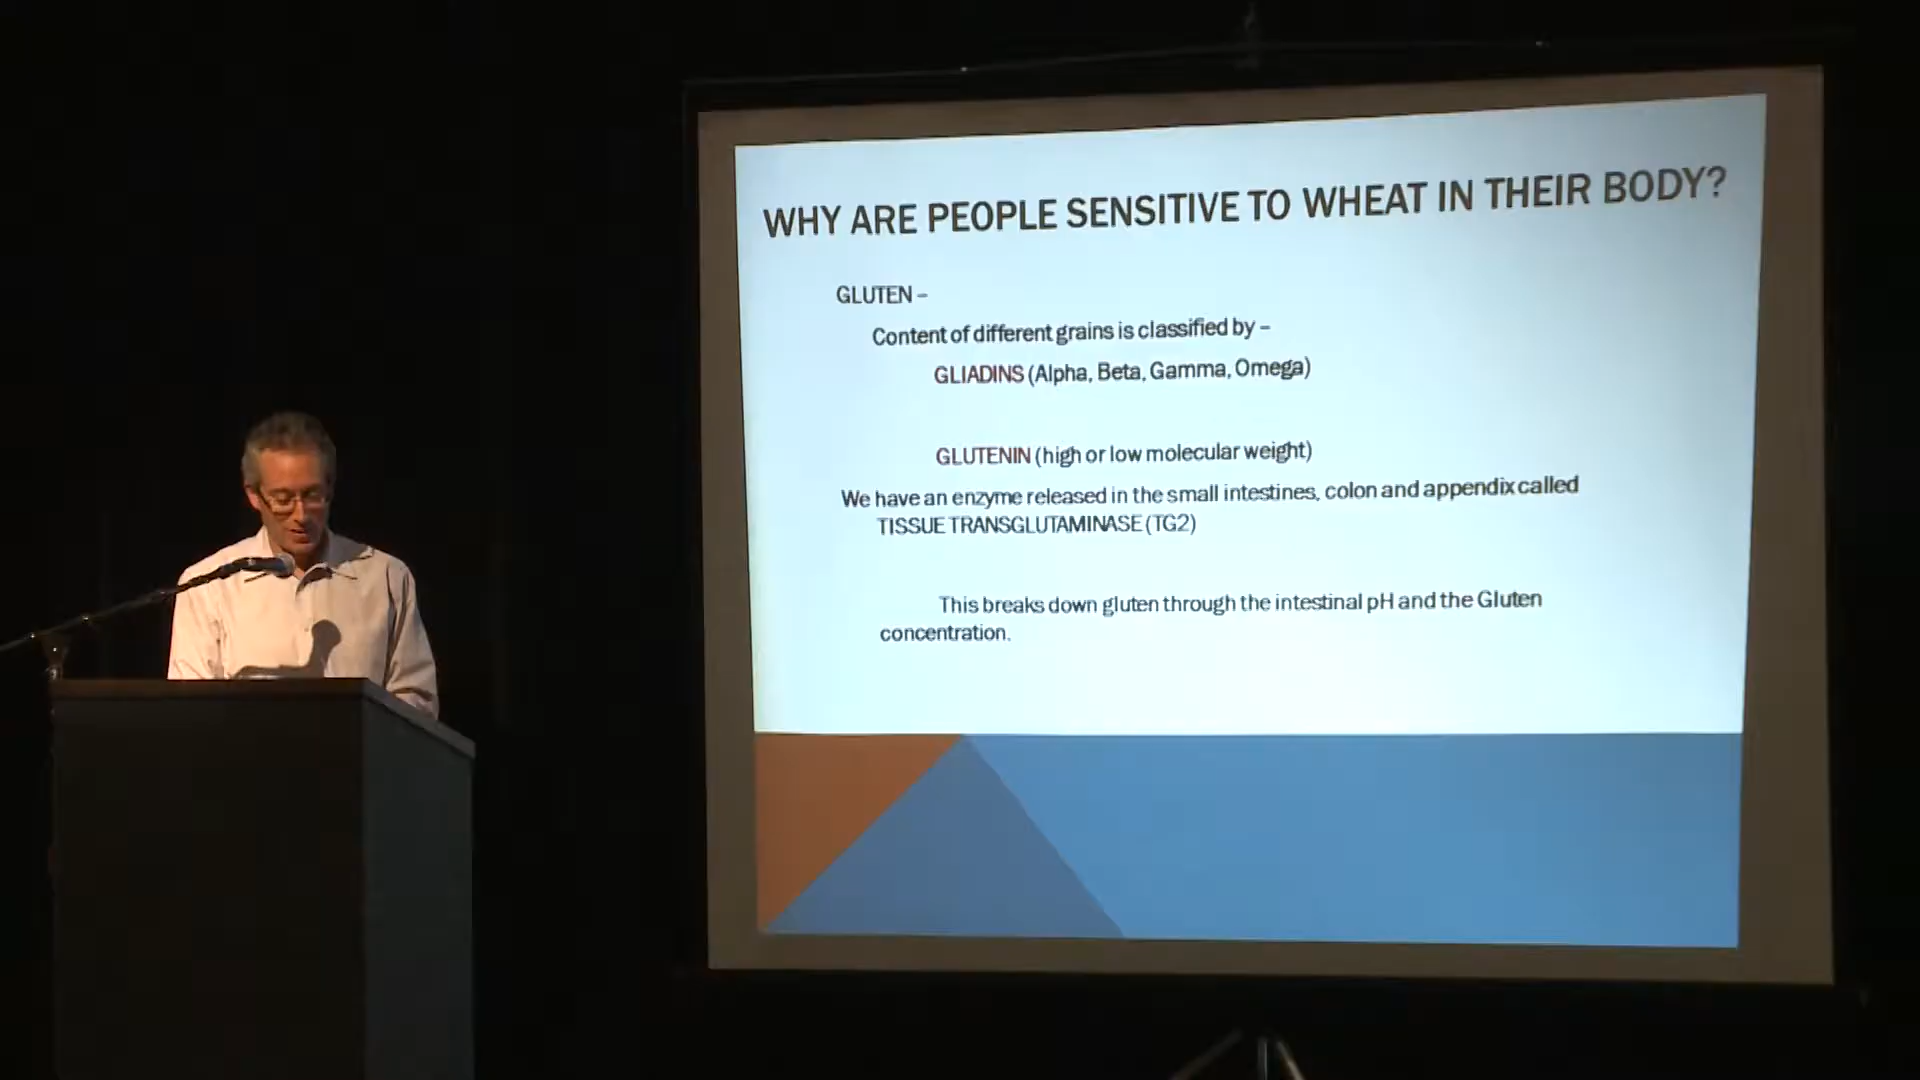 WHY ARE PEOPLE SENSITIVE TO WHEAT IN THEIR BODY?
GLUTEN –
Content of different grains is classified by –
GLIADINS (Alpha, Beta, Gamma, Omega)
GLUTENIN (high or low molecular weight)
We have an enzyme released in the small intestines, colon and appendix called
TISSUE TRANSGLUTAMINASE (TG2)
This breaks down gluten through the intestinal pH and the Gluten
concentration.